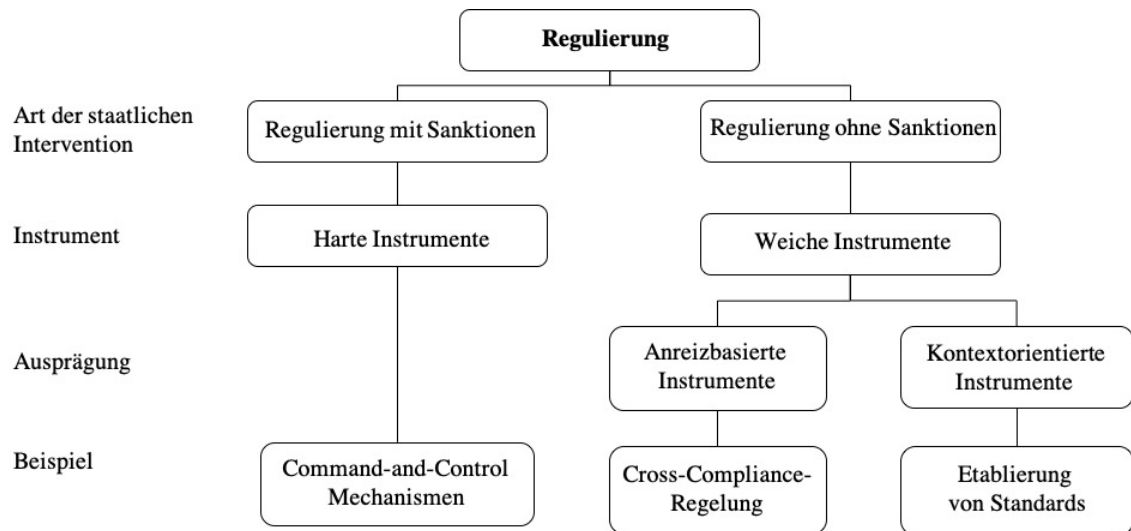 Regulierung
Art der staatlichen
Intervention
Regulierung mit Sanktionen
Regulierung ohne Sanktionen
Instrument
Harte Instrumente
Weiche Instrumente
Ausprägung
Anreizbasierte
Instrumente
Kontextorientierte
Instrumente
Beispiel
Command-and-Control
Mechanismen
Cross-Compliance-
Regelung
Etablierung
von Standards